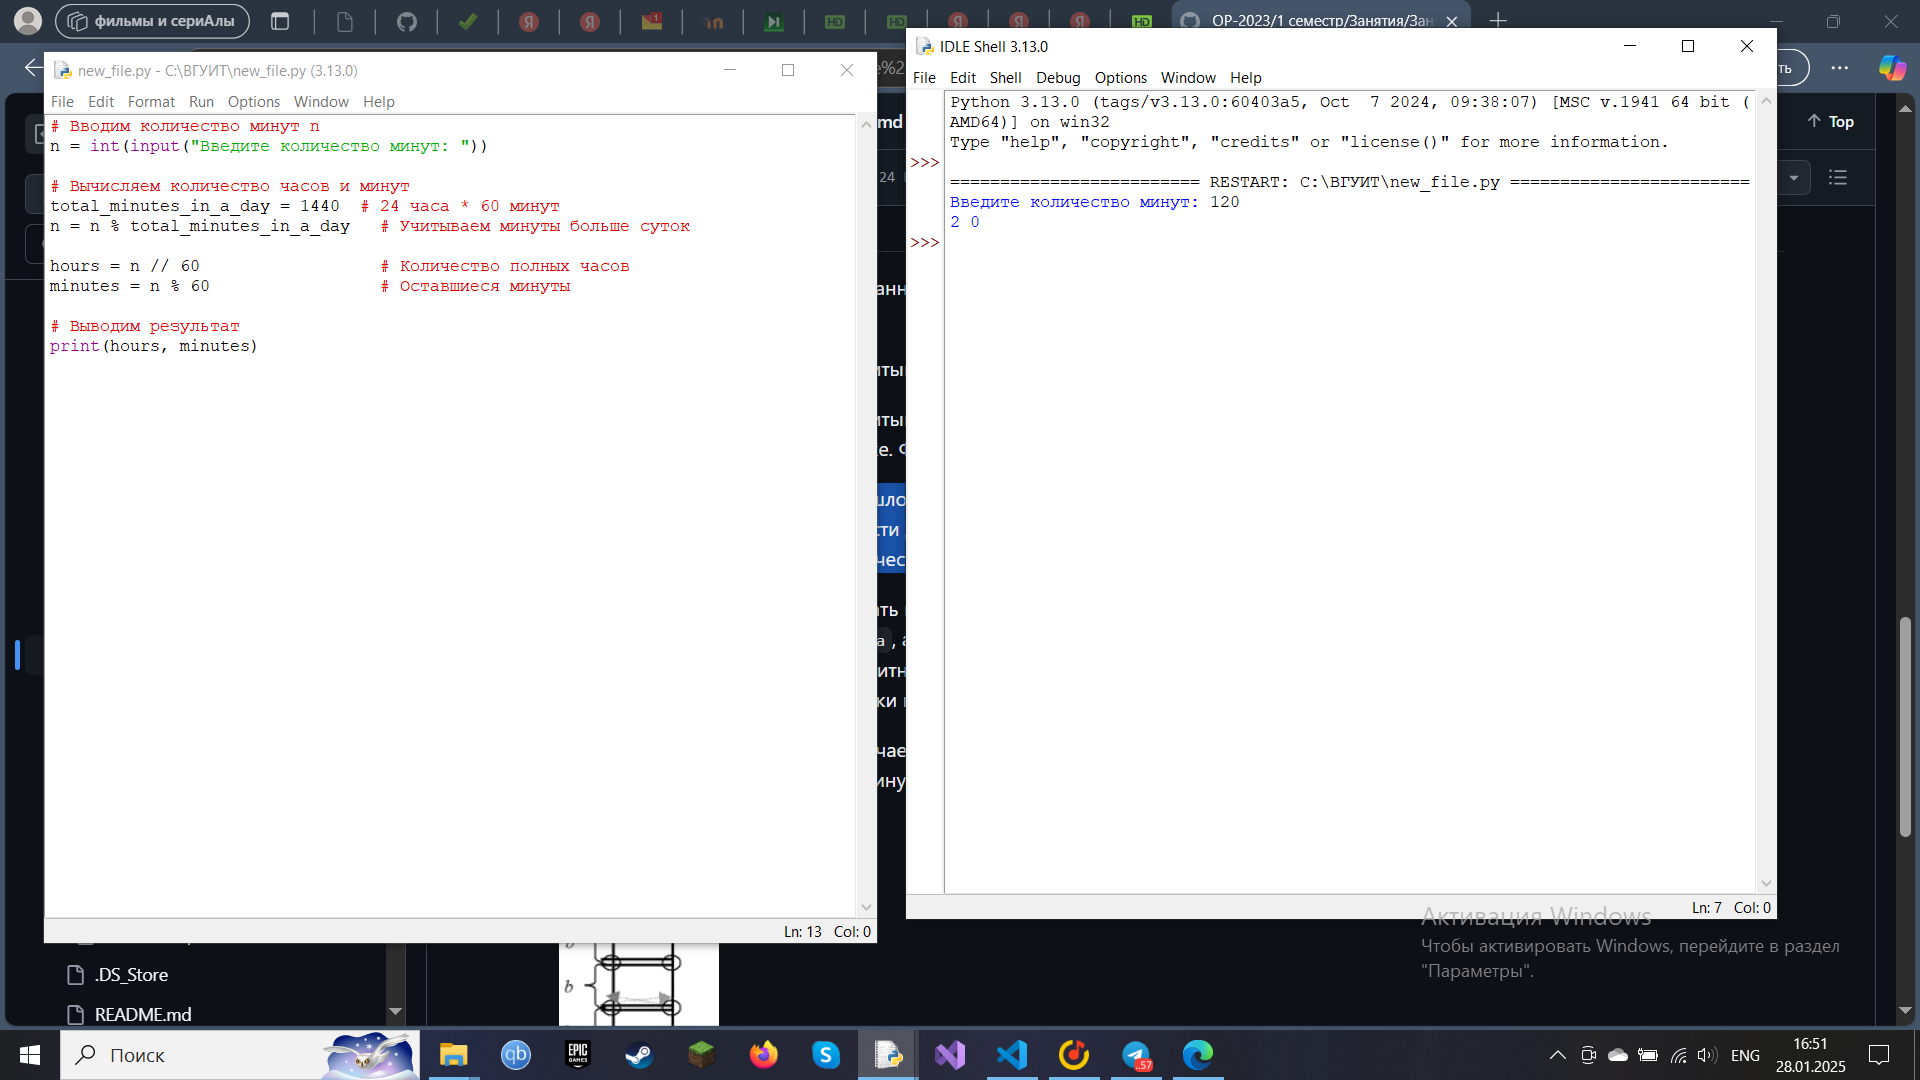 фильмы и сериАлы
OP-2023/1 семестр/Занятия/Зан
new_file.py - C:\ВГУИТ\new_file.py (3.13.0)
File Edit Format Run Options Window Help
# Вводим количество минут n
n = int(input("Введите количество минут: "))
# Вычисляем количество часов и минут
total_minutes_in_a_day = 1440  # 24 часа * 60 минут
n = n % total_minutes_in_a_day   # Учитываем минуты больше суток
hours = n // 60                  # Количество полных часов
minutes = n % 60                 # Оставшиеся минуты
# Выводим результат
print(hours, minutes)
Ln: 13 Col: 0
IDLE Shell 3.13.0
File Edit Shell Debug Options Window Help
Python 3.13.0 (tags/v3.13.0:60403a5, Oct  7 2024, 09:38:07) [MSC v.1941 64 bit (
AMD64)] on win32
Type "help", "copyright", "credits" or "license()" for more information.
>>>
========================= RESTART: C:\ВГУИТ\new_file.py ========================
Введите количество минут: 120
2 0
>>>
Ln: 7 Col: 0
Top
md
24
Активация Windows
Чтобы активировать Windows, перейдите в раздел
"Параметры".
.DS_Store
README.md
b
Поиск
qb
EPIC GAMES
57
ENG
16:51
28.01.2025